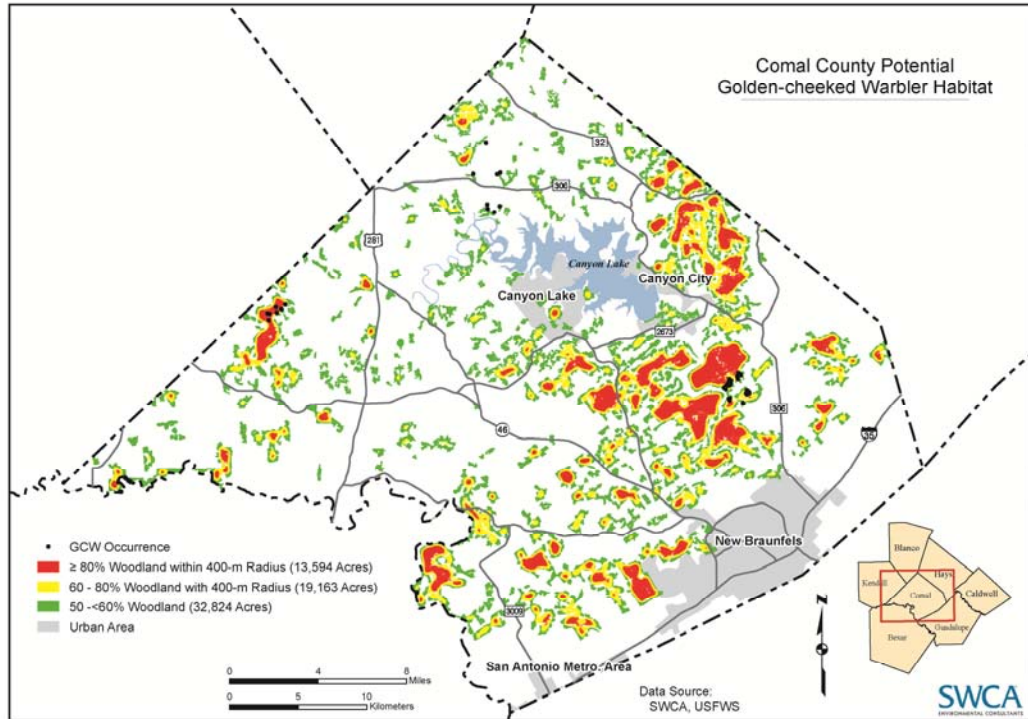 Comal County Potential
Golden-cheeked Warbler Habitat
32
306
281
Canyon Lake
Canyon City
Canyon Lake
2673
46
306
35
New Braunfels
3009
San Antonio Metro. Area
GCW Occurrence
≥ 80% Woodland within 400-m Radius (13,594 Acres)
60 - 80% Woodland with 400-m Radius (19,163 Acres)
50 -<60% Woodland (32,824 Acres)
Urban Area
0 4 8
Miles
0 5 10
Kilometers
Data Source:
SWCA, USFWS
N
Blanco
Hays
Kendall
Comal
Caldwell
Guadalupe
Bexar
SWCA
ENVIRONMENTAL CONSULTANTS